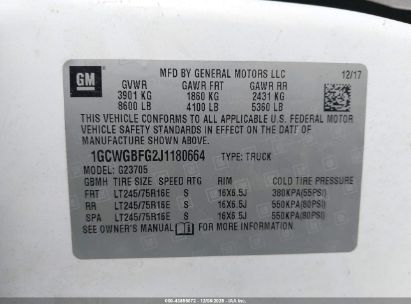 GM
MFD BY GENERAL MOTORS LLC 12/17
GVWR GAWR FRT GAWR RR
3901 KG 1860 KG 2431 KG
8600 LB 4100 LB 5360 LB
THIS VEHICLE CONFORMS TO ALL APPLICABLE
U.S. FEDERAL MOTOR
VEHICLE SAFETY STANDARDS IN EFFECT ON THE DATE OF
MANUFACTURE SHOWN ABOVE.
1GCWGBFG2J1180664 TYPE: TRUCK
MODEL: G23705
GBMH TIRE SIZE SPEED RTG RIM COLD TIRE PRESSURE
FRT LT245/75R16E S 16X6.5J 380KPA(55PSI)
RR LT245/75R16E S 16X6.5J 550KPA(80PSI)
SPA LT245/75R16E S 16X6.5J 550KPA(80PSI)
SEE OWNER'S MANUAL FOR MORE INFORMATION.